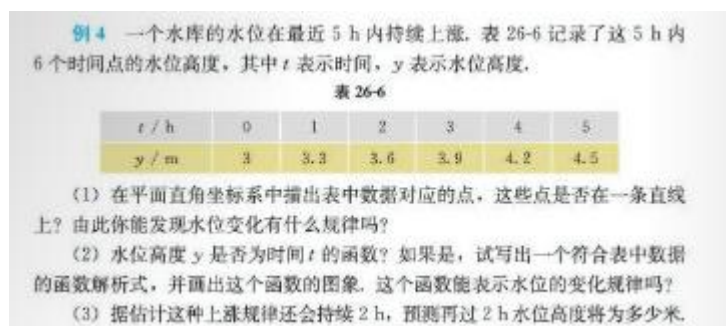 例4 一个水库的水位在最近 5 h 内持续上涨. 表 26-6 记录了这 5 h 内
6 个时间点的水位高度，其中 t 表示时间，y 表示水位高度.
表 26-6
t/h 0 1 2 3 4 5
y/m 3 3.3 3.6 3.9 4.2 4.5
(1) 在平面直角坐标系中描出表中数据对应的点，这些点是否在一条直线
上？由此你能发现水位变化有什么规律吗？
(2) 水位高度 y 是否为时间 t 的函数？如果是，试写出一个符合表中数据
的函数解析式，并画出这个函数的图象. 这个函数能表示水位的变化规律吗？
(3) 据估计这种上涨规律还会持续 2 h，预测再过 2 h 水位高度将为多少米.